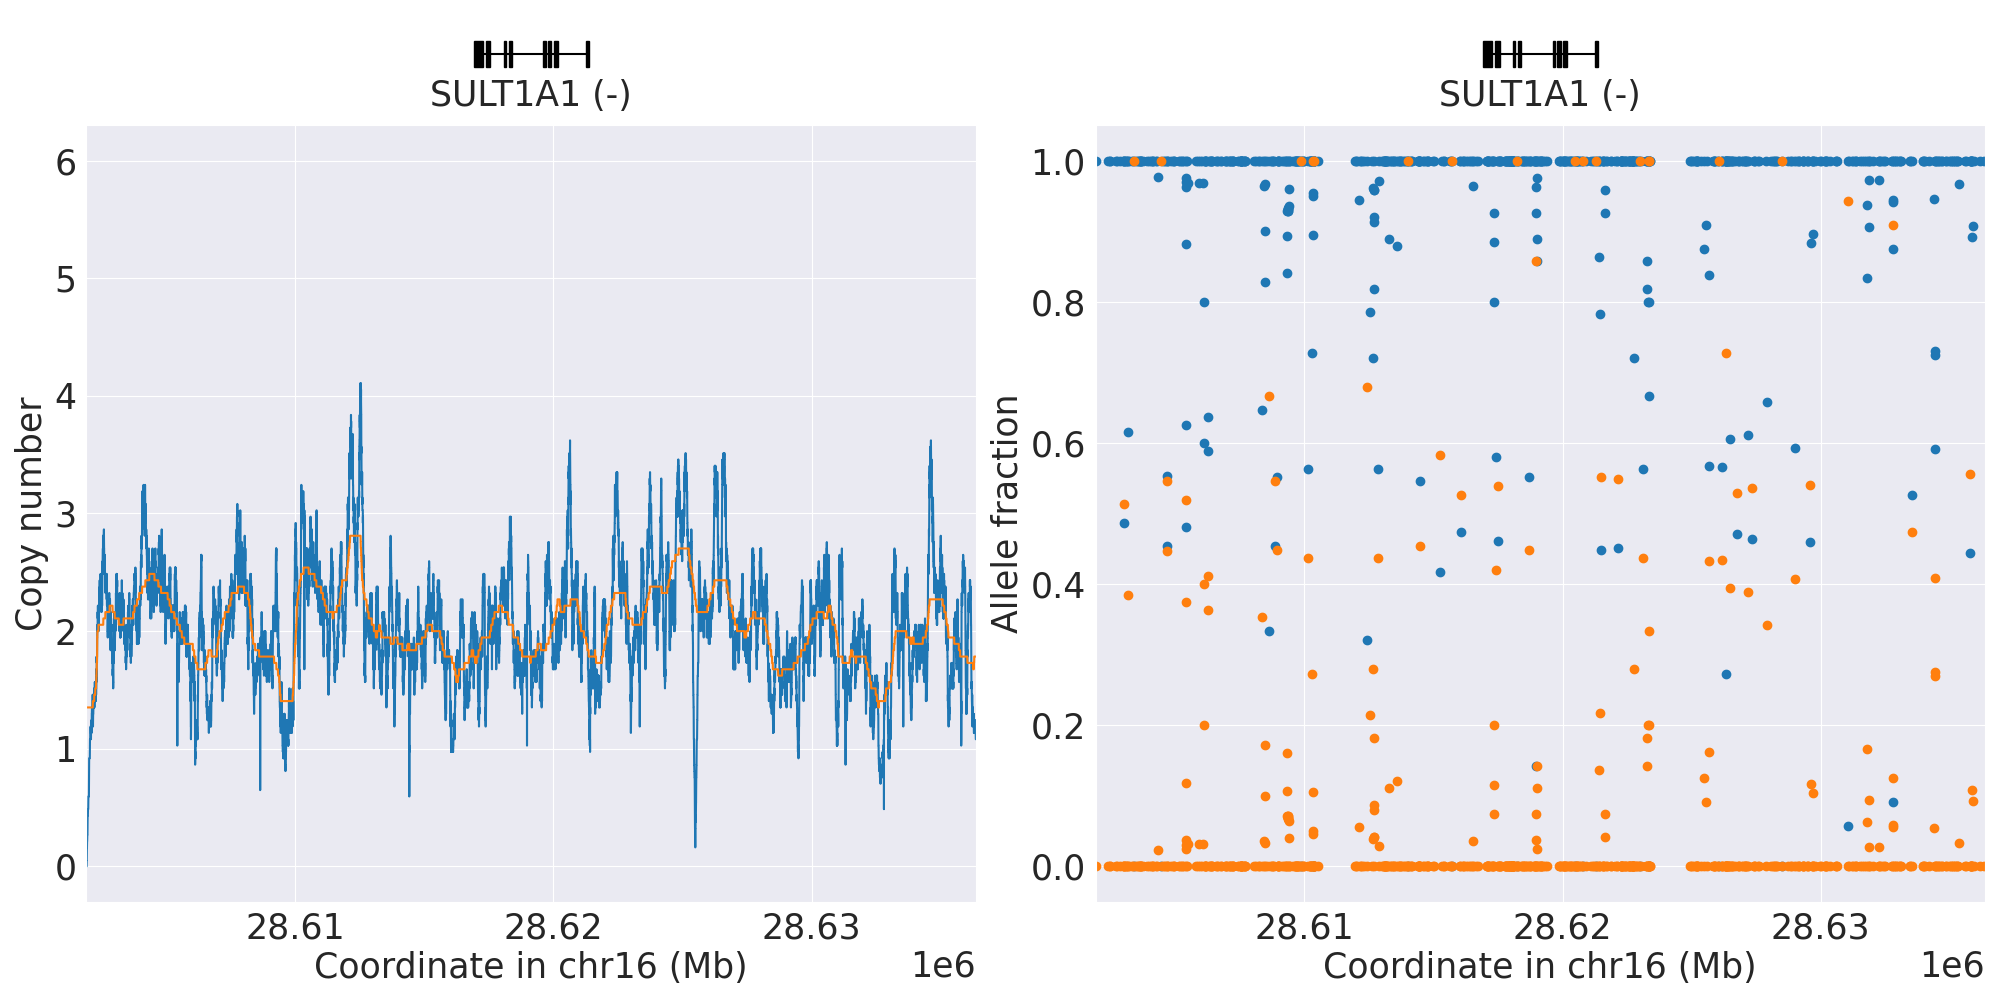 SULT1A1 (-)
6
5
4
3
2
1
0
Copy number
28.61
28.62
28.63
Coordinate in chr16 (Mb)
1e6
SULT1A1 (-)
1.0
0.8
0.6
0.4
0.2
0.0
Allele fraction
28.61
28.62
28.63
Coordinate in chr16 (Mb)
1e6